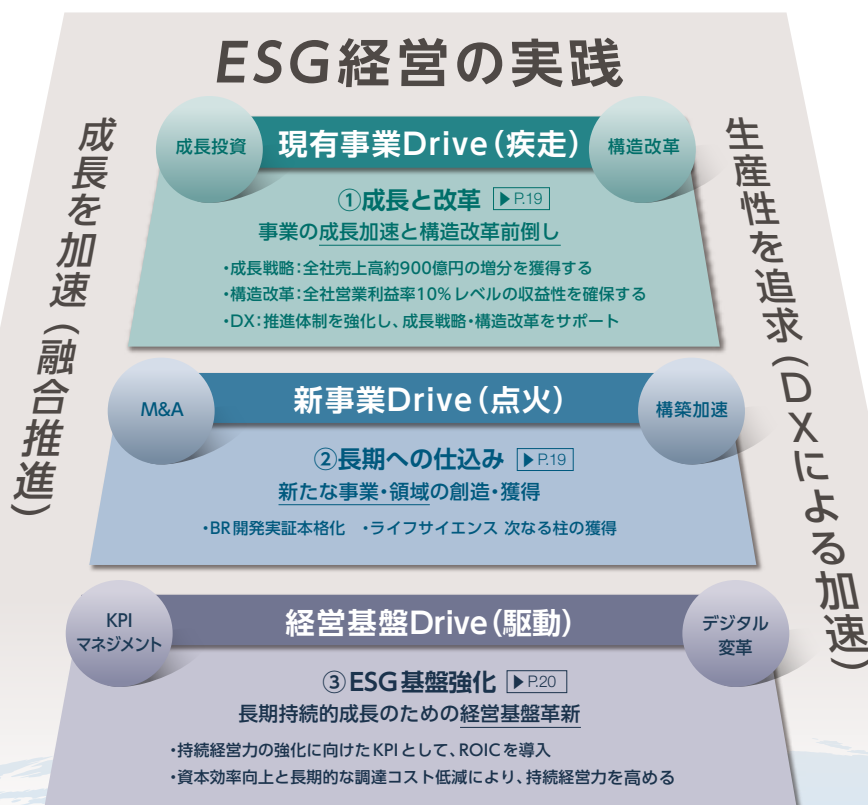 ESG経営の実践
成長を加速(融合推進)
生産性を追求(DXによる加速)
成長投資
現有事業Drive(疾走)
構造改革
①成長と改革 ▶P.19
事業の成長加速と構造改革前倒し
・成長戦略：全社売上高約900億円の増分を獲得する
・構造改革：全社営業利益率10%レベルの収益性を確保する
・DX：推進体制を強化し、成長戦略・構造改革をサポート
M&A
新事業Drive(点火)
構築加速
②長期への仕込み ▶P.19
新たな事業・領域の創造・獲得
・BR開発実証本格化 ・ライフサイエンス 次なる柱の獲得
KPI
マネジメント
経営基盤Drive(駆動)
デジタル
変革
③ESG基盤強化 ▶P.20
長期持続的成長のための経営基盤革新
・持続経営力の強化に向けたKPIとして、ROICを導入
・資本効率向上と長期的な調達コスト低減により、持続経営力を高める